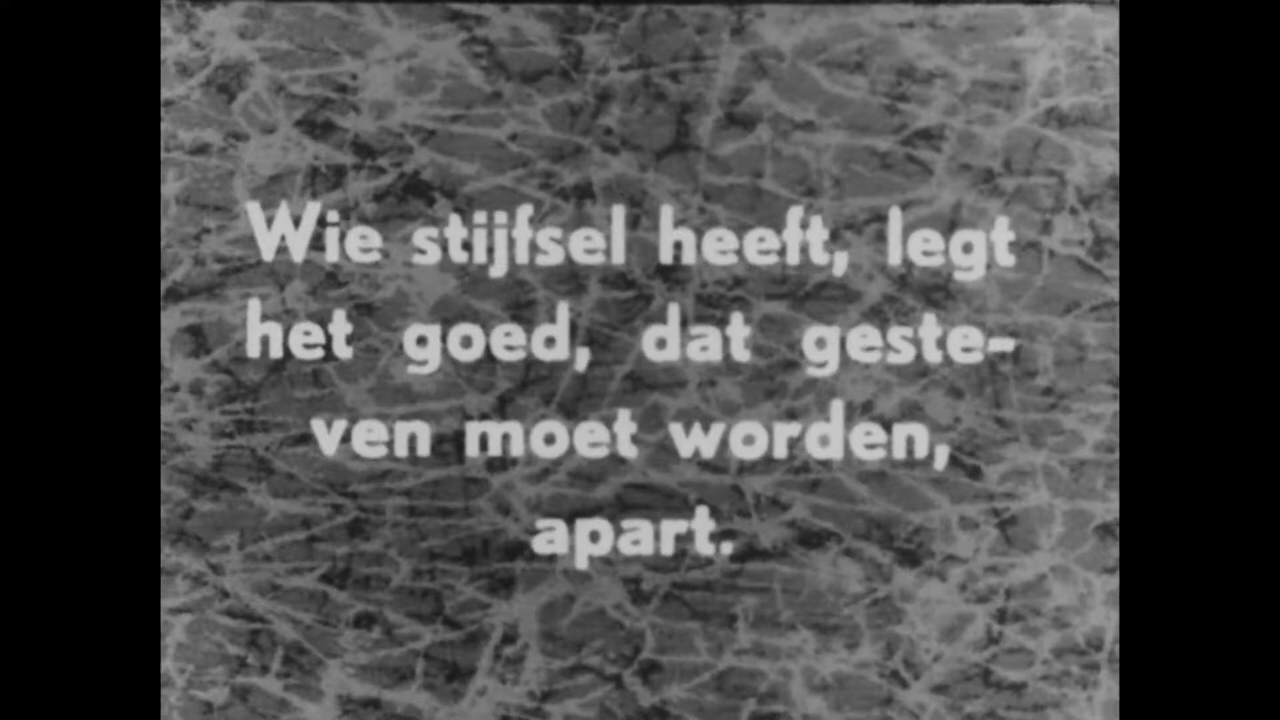 Wie stijfsel heeft, legt
het goed, dat geste-
ven moet worden,
apart.